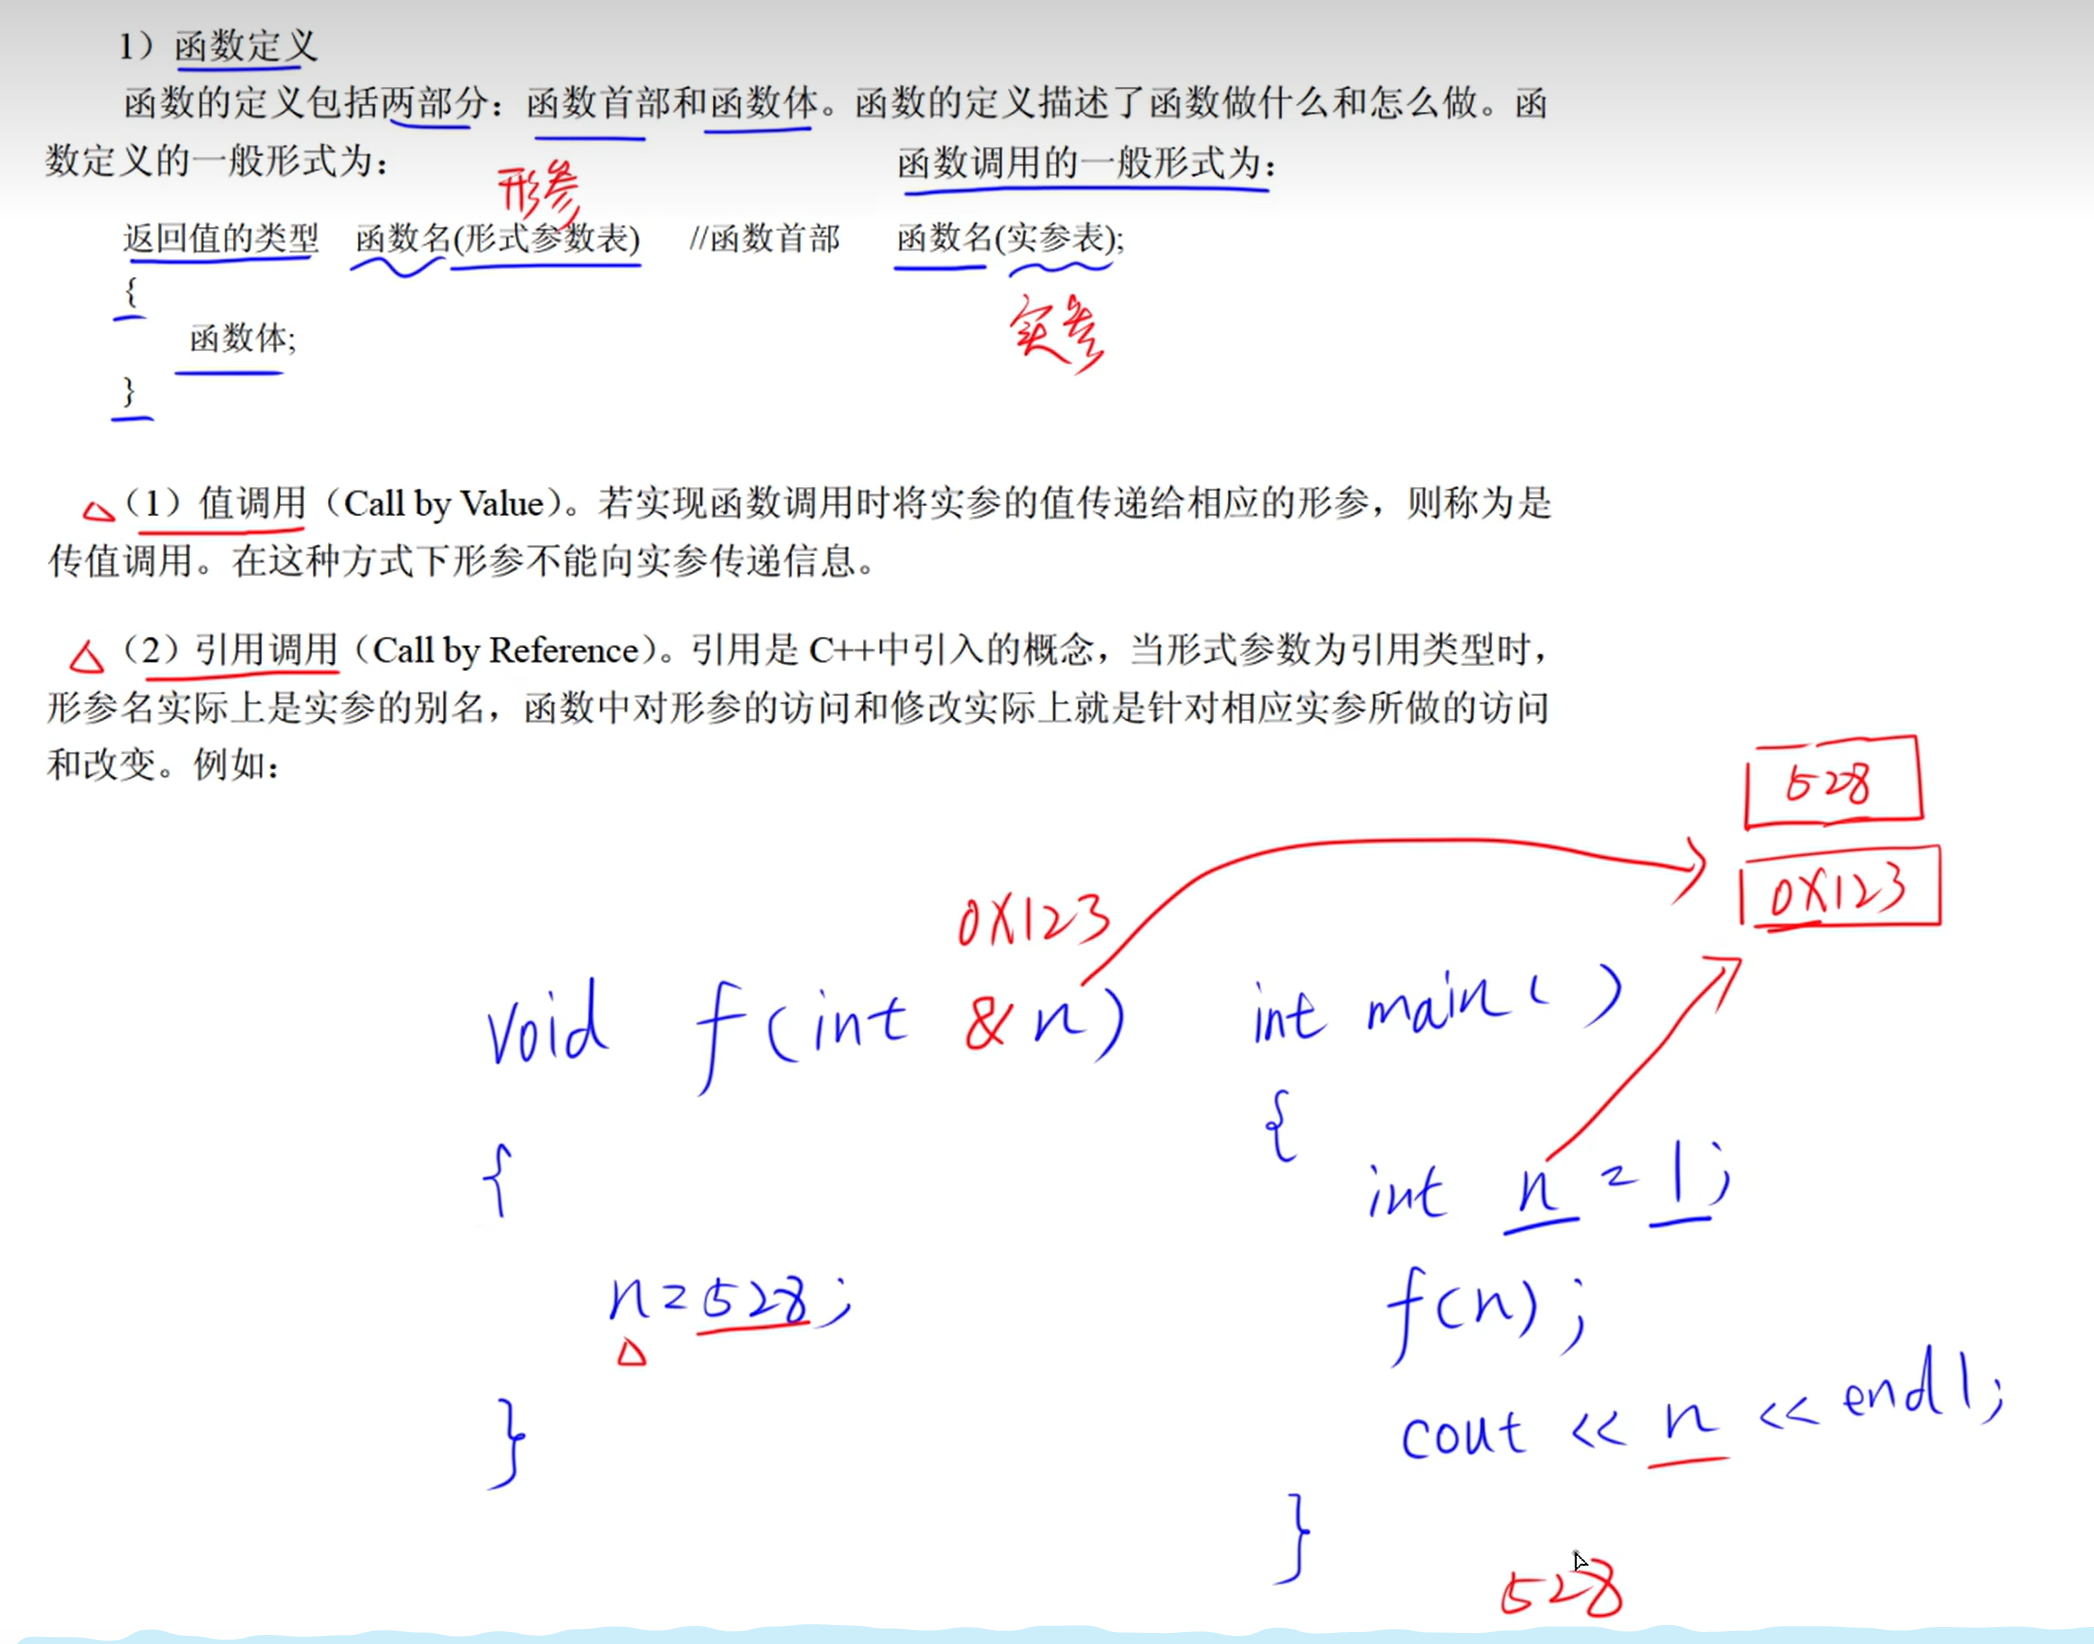 1）函数定义
函数的定义包括两部分：函数首部和函数体。函数的定义描述了函数做什么和怎么做。函
数定义的一般形式为：
函数调用的一般形式为：
形参
返回值的类型 函数名(形式参数表) //函数首部
函数名(实参表);
{
实参
函数体;
}
（1）值调用（Call by Value）。若实现函数调用时将实参的值传递给相应的形参，则称为是
传值调用。在这种方式下形参不能向实参传递信息。
（2）引用调用（Call by Reference）。引用是 C++中引入的概念，当形式参数为引用类型时，
形参名实际上是实参的别名，函数中对形参的访问和修改实际上就是针对相应实参所做的访问
和改变。例如：
528
0X123
0X123
void f(int &n)
{
n=528;
}
int main()
{
int n=1;
f(n);
cout << n << endl;
}
528